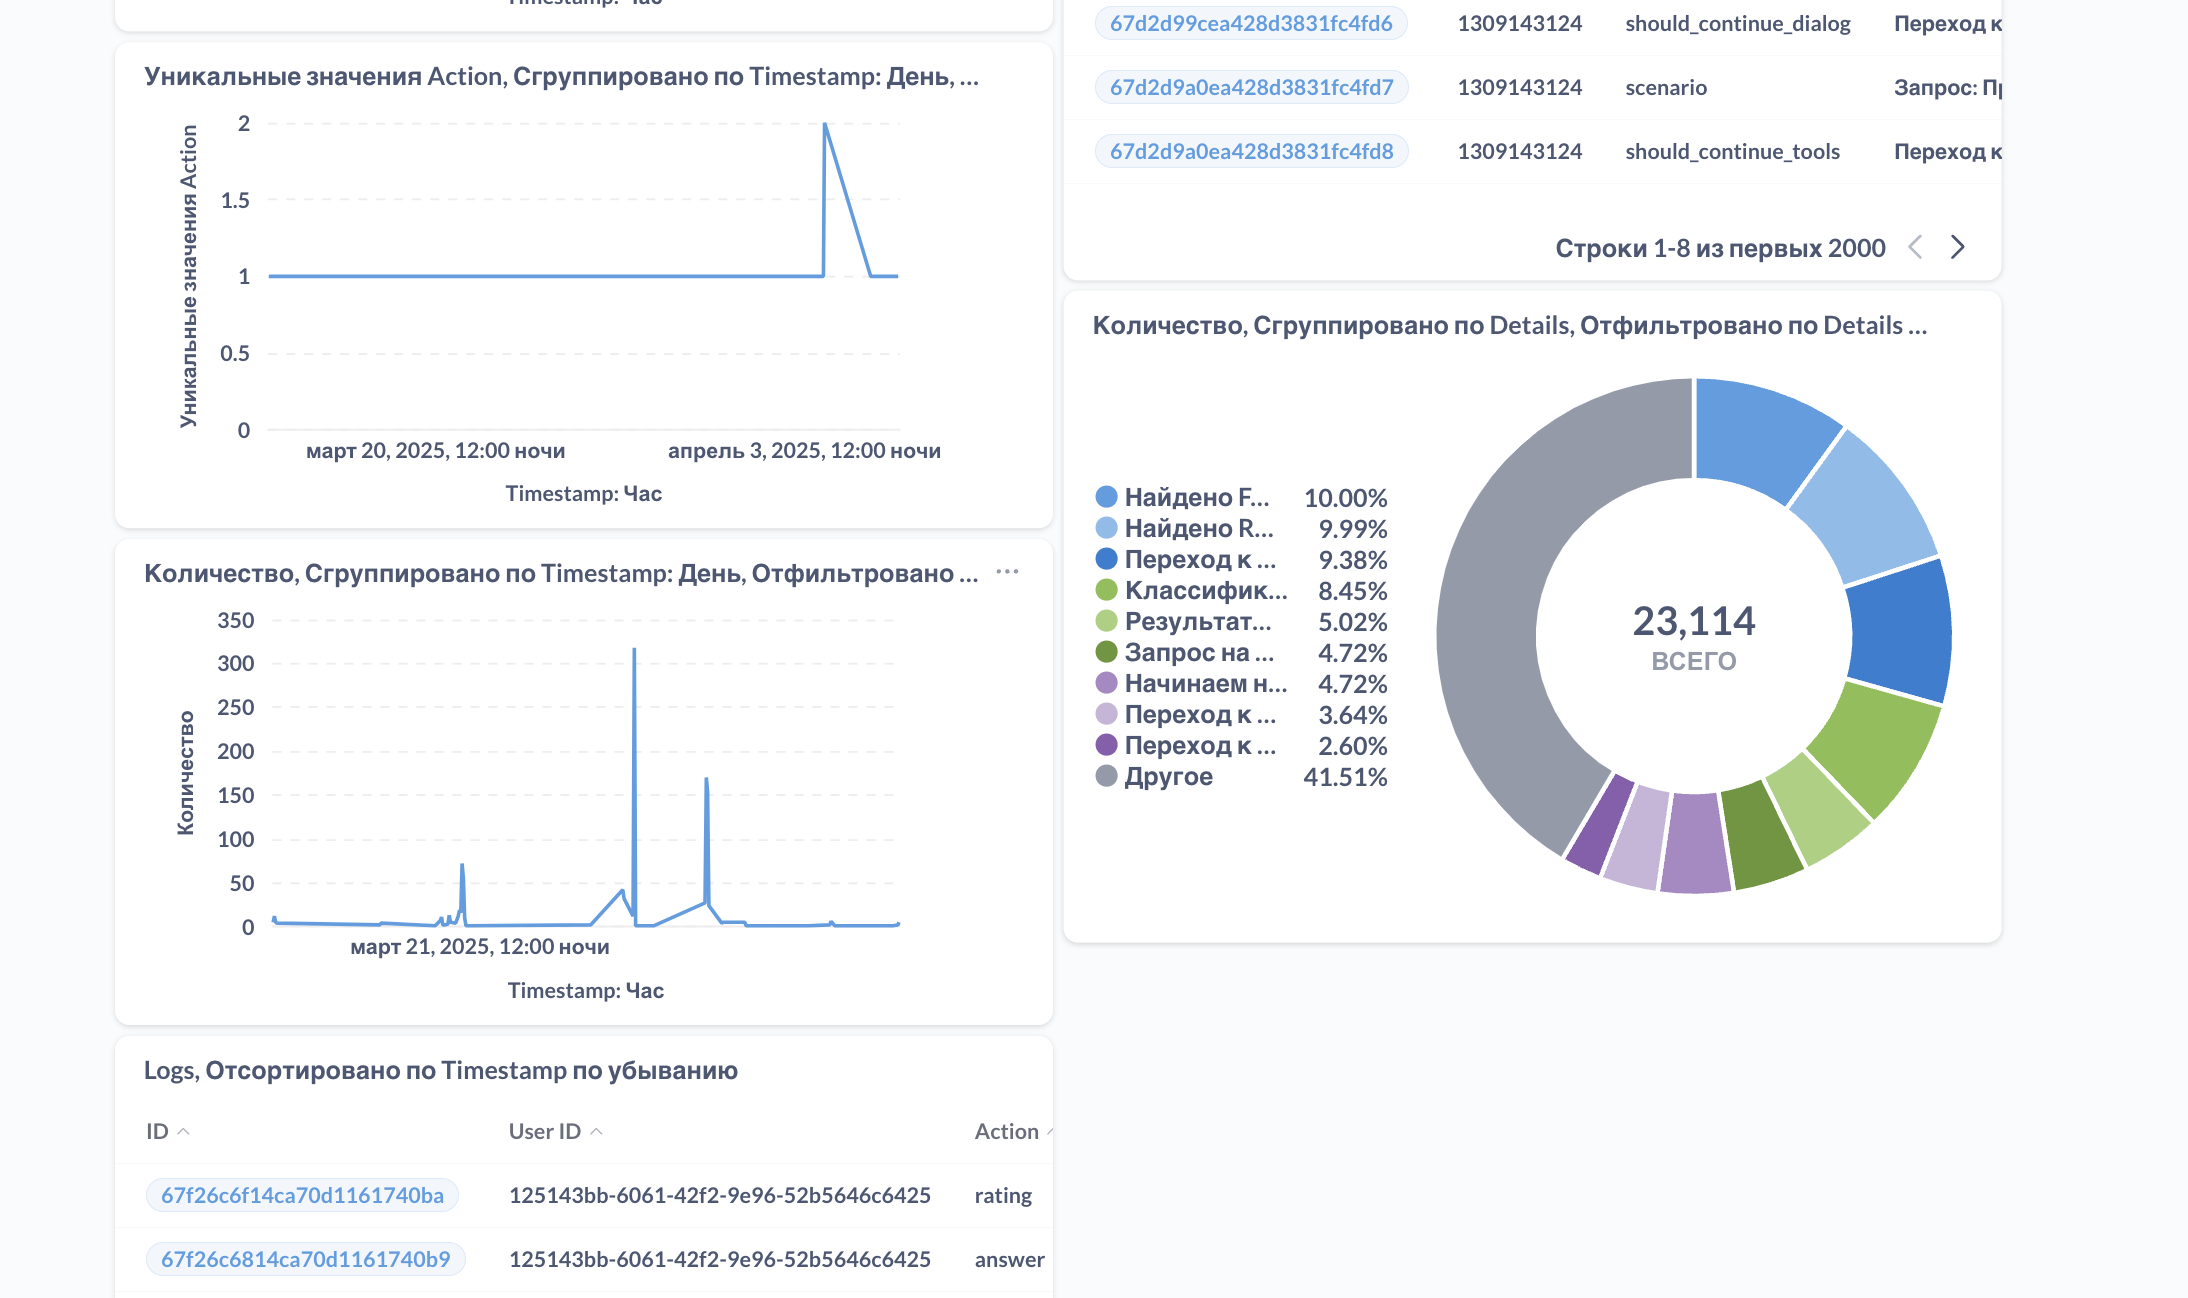 Timestamp: Час
Уникальные значения Action, Сгруппировано по Timestamp: День, ...
Уникальные значения Action
2
1.5
1
0.5
0
март 20, 2025, 12:00 ночи
апрель 3, 2025, 12:00 ночи
Timestamp: Час
Количество, Сгруппировано по Timestamp: День, Отфильтровано ...
Количество
350
300
250
200
150
100
50
0
март 21, 2025, 12:00 ночи
Timestamp: Час
Logs, Отсортировано по Timestamp по убыванию
ID User ID Action
67f26c6f14ca70d1161740ba 125143bb-6061-42f2-9e96-52b5646c6425 rating
67f26c6814ca70d1161740b9 125143bb-6061-42f2-9e96-52b5646c6425 answer
67d2d99cea428d3831fc4fd6 1309143124 should_continue_dialog Переход к
67d2d9a0ea428d3831fc4fd7 1309143124 scenario Запрос:
67d2d9a0ea428d3831fc4fd8 1309143124 should_continue_tools Переход к
Строки 1-8 из первых 2000
Количество, Сгруппировано по Details, Отфильтровано по Details ...
Найдено F... 10.00%
Найдено R... 9.99%
Переход к ... 9.38%
Классифик... 8.45%
Результат... 5.02%
Запрос на ... 4.72%
Начинаем н... 4.72%
Переход к ... 3.64%
Переход к ... 2.60%
Другое 41.51%
23,114
ВСЕГО